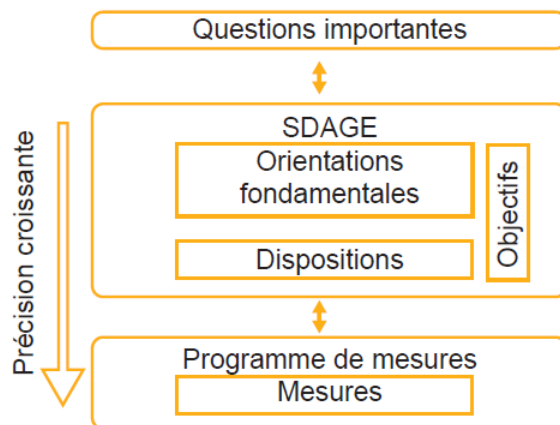 Questions importantes
SDAGE
Orientations
fondamentales
Dispositions
Objectifs
Précision croissante
Programme de mesures
Mesures